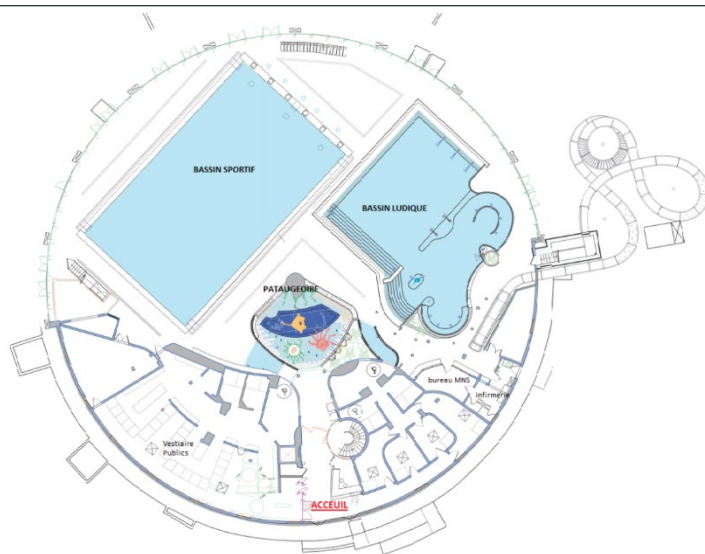 BASSIN SPORTIF
BASSIN LUDIQUE
PATAUGEOIRE
bureau MNS
infirmerie
Vestiaire
Publics
ACCEUIL